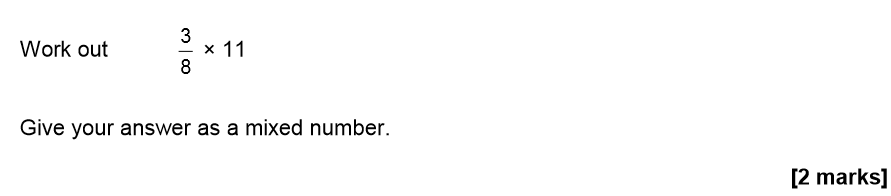 Work out 3/8 × 11
Give your answer as a mixed number.
[2 marks]